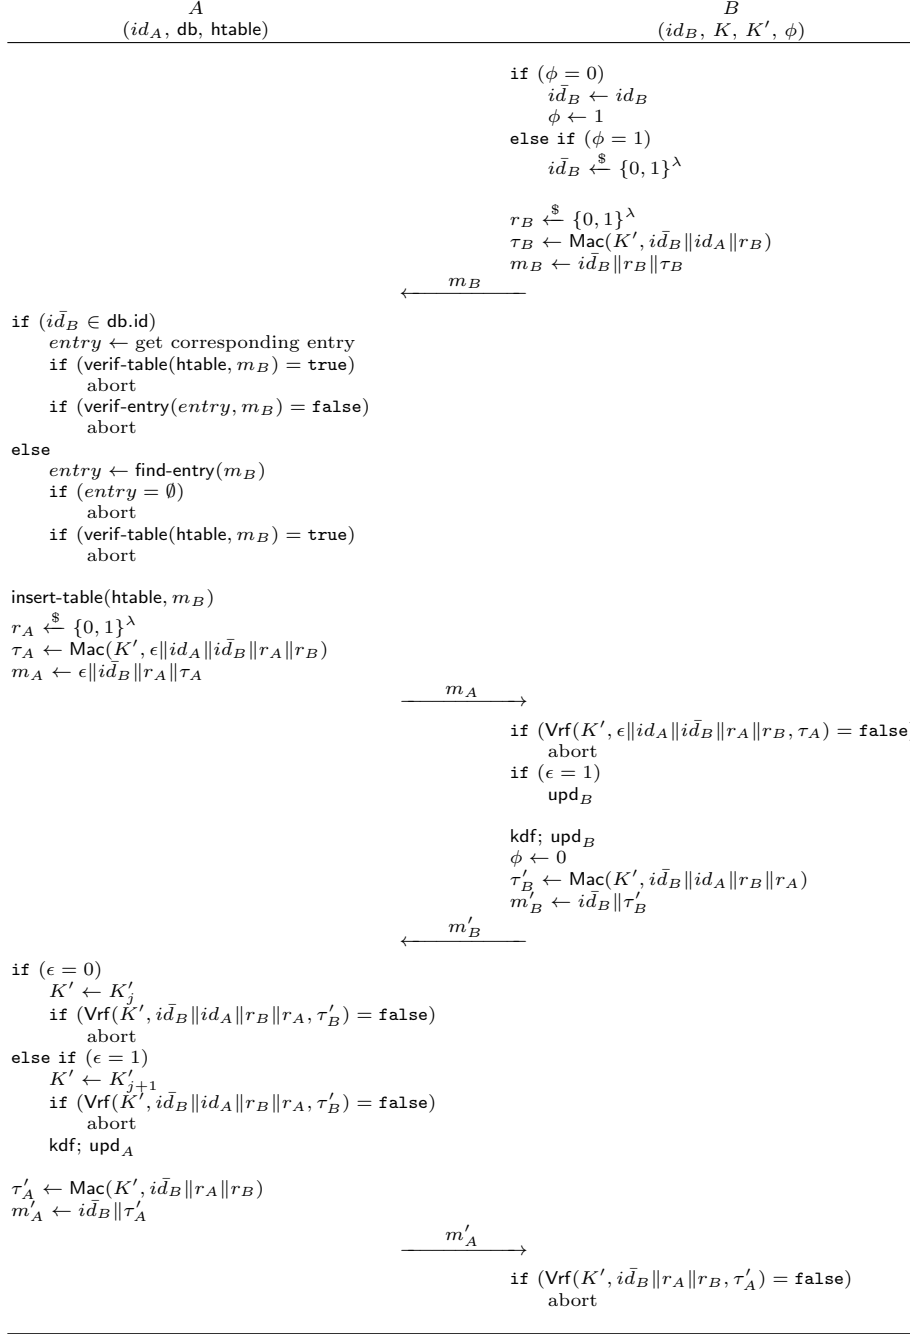 A B
(id_A, db, htable) (id_B, K, K′, ϕ)
if (ϕ = 0)
id̄_B ← id_B
ϕ ← 1
else if (ϕ = 1)
id̄_B ←$ {0, 1}^λ
r_B ←$ {0, 1}^λ
τ_B ← Mac(K′, id̄_B‖id_A‖r_B)
m_B ← id̄_B‖r_B‖τ_B
m_B
if (id̄_B ∈ db.id)
entry ← get corresponding entry
if (verif-table(htable, m_B) = true)
abort
if (verif-entry(entry, m_B) = false)
abort
else
entry ← find-entry(m_B)
if (entry = ∅)
abort
if (verif-table(htable, m_B) = true)
abort
insert-table(htable, m_B)
r_A ←$ {0, 1}^λ
τ_A ← Mac(K′, ϵ‖id_A‖id̄_B‖r_A‖r_B)
m_A ← ϵ‖id̄_B‖r_A‖τ_A
m_A
if (Vrf(K′, ϵ‖id_A‖id̄_B‖r_A‖r_B, τ_A) = false
abort
if (ϵ = 1)
upd_B
kdf; upd_B
ϕ ← 0
τ′_B ← Mac(K′, id̄_B‖id_A‖r_B‖r_A)
m′_B ← id̄_B‖τ′_B
m′_B
if (ϵ = 0)
K′ ← K′_j
if (Vrf(K′, id̄_B‖id_A‖r_B‖r_A, τ′_B) = false)
abort
else if (ϵ = 1)
K′ ← K′_{j+1}
if (Vrf(K′, id̄_B‖id_A‖r_B‖r_A, τ′_B) = false)
abort
kdf; upd_A
τ′_A ← Mac(K′, id̄_B‖r_A‖r_B)
m′_A ← id̄_B‖τ′_A
m′_A
if (Vrf(K′, id̄_B‖r_A‖r_B, τ′_A) = false)
abort